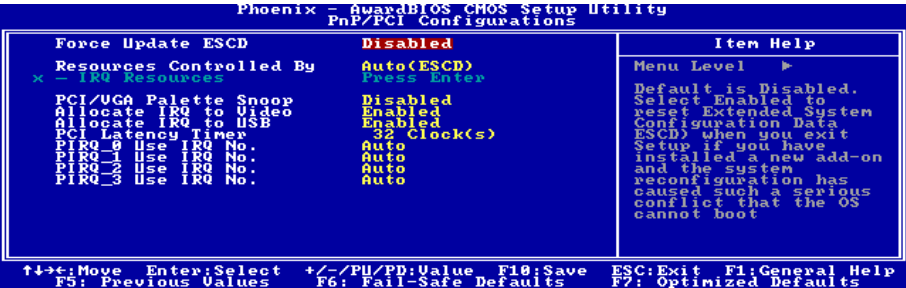 Phoenix - AwardBIOS CMOS Setup Utility
PnP/PCI Configurations
Force Update ESCD Disabled
Resources Controlled By Auto(ESCD)
x - IRQ Resources Press Enter
PCI/VGA Palette Snoop Disabled
Allocate IRQ to Video Enabled
Allocate IRQ to USB Enabled
PCI Latency Timer 32 Clock(s)
PIRQ_0 Use IRQ No. Auto
PIRQ_1 Use IRQ No. Auto
PIRQ_2 Use IRQ No. Auto
PIRQ_3 Use IRQ No. Auto
Item Help
Menu Level ►
Default is Disabled.
Select Enabled to
reset Extended System
Configuration Data
ESCD) when you exit
Setup if you have
installed a new add-on
and the system
reconfiguration has
caused such a serious
conflict that the OS
cannot boot
↑↓→←:Move Enter:Select +/-/PU/PD:Value F10:Save ESC:Exit F1:General Help
F5: Previous Values F6: Fail-Safe Defaults F7: Optimized Defaults